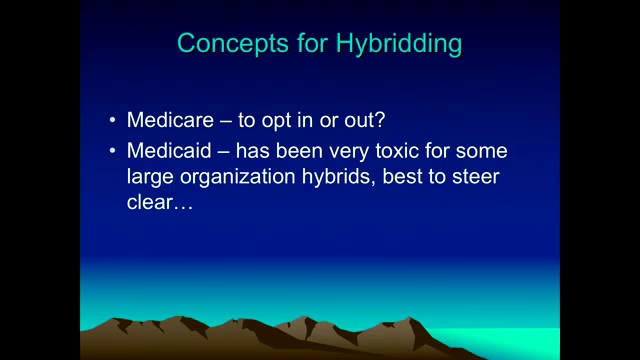 Concepts for Hybridding
• Medicare – to opt in or out?
• Medicaid – has been very toxic for some
large organization hybrids, best to steer
clear…